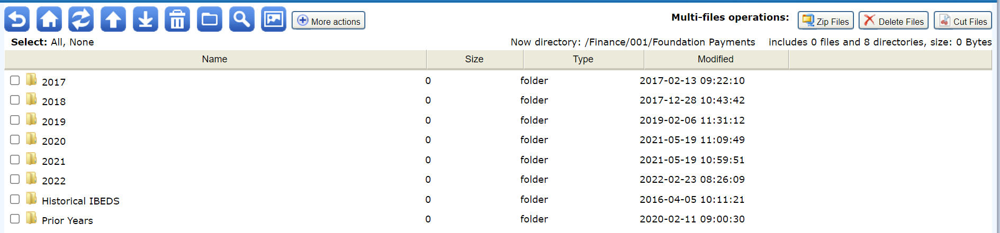 More actions Multi-files operations: Zip Files Delete Files Cut Files
Select: All, None Now directory: /Finance/001/Foundation Payments includes 0 files and 8 directories, size: 0 Bytes
Name Size Type Modified
2017 0 folder 2017-02-13 09:22:10
2018 0 folder 2017-12-28 10:43:42
2019 0 folder 2019-02-06 11:31:12
2020 0 folder 2021-05-19 11:09:49
2021 0 folder 2021-05-19 10:59:51
2022 0 folder 2022-02-23 08:26:09
Historical IBEDS 0 folder 2016-04-05 10:11:21
Prior Years 0 folder 2020-02-11 09:00:30